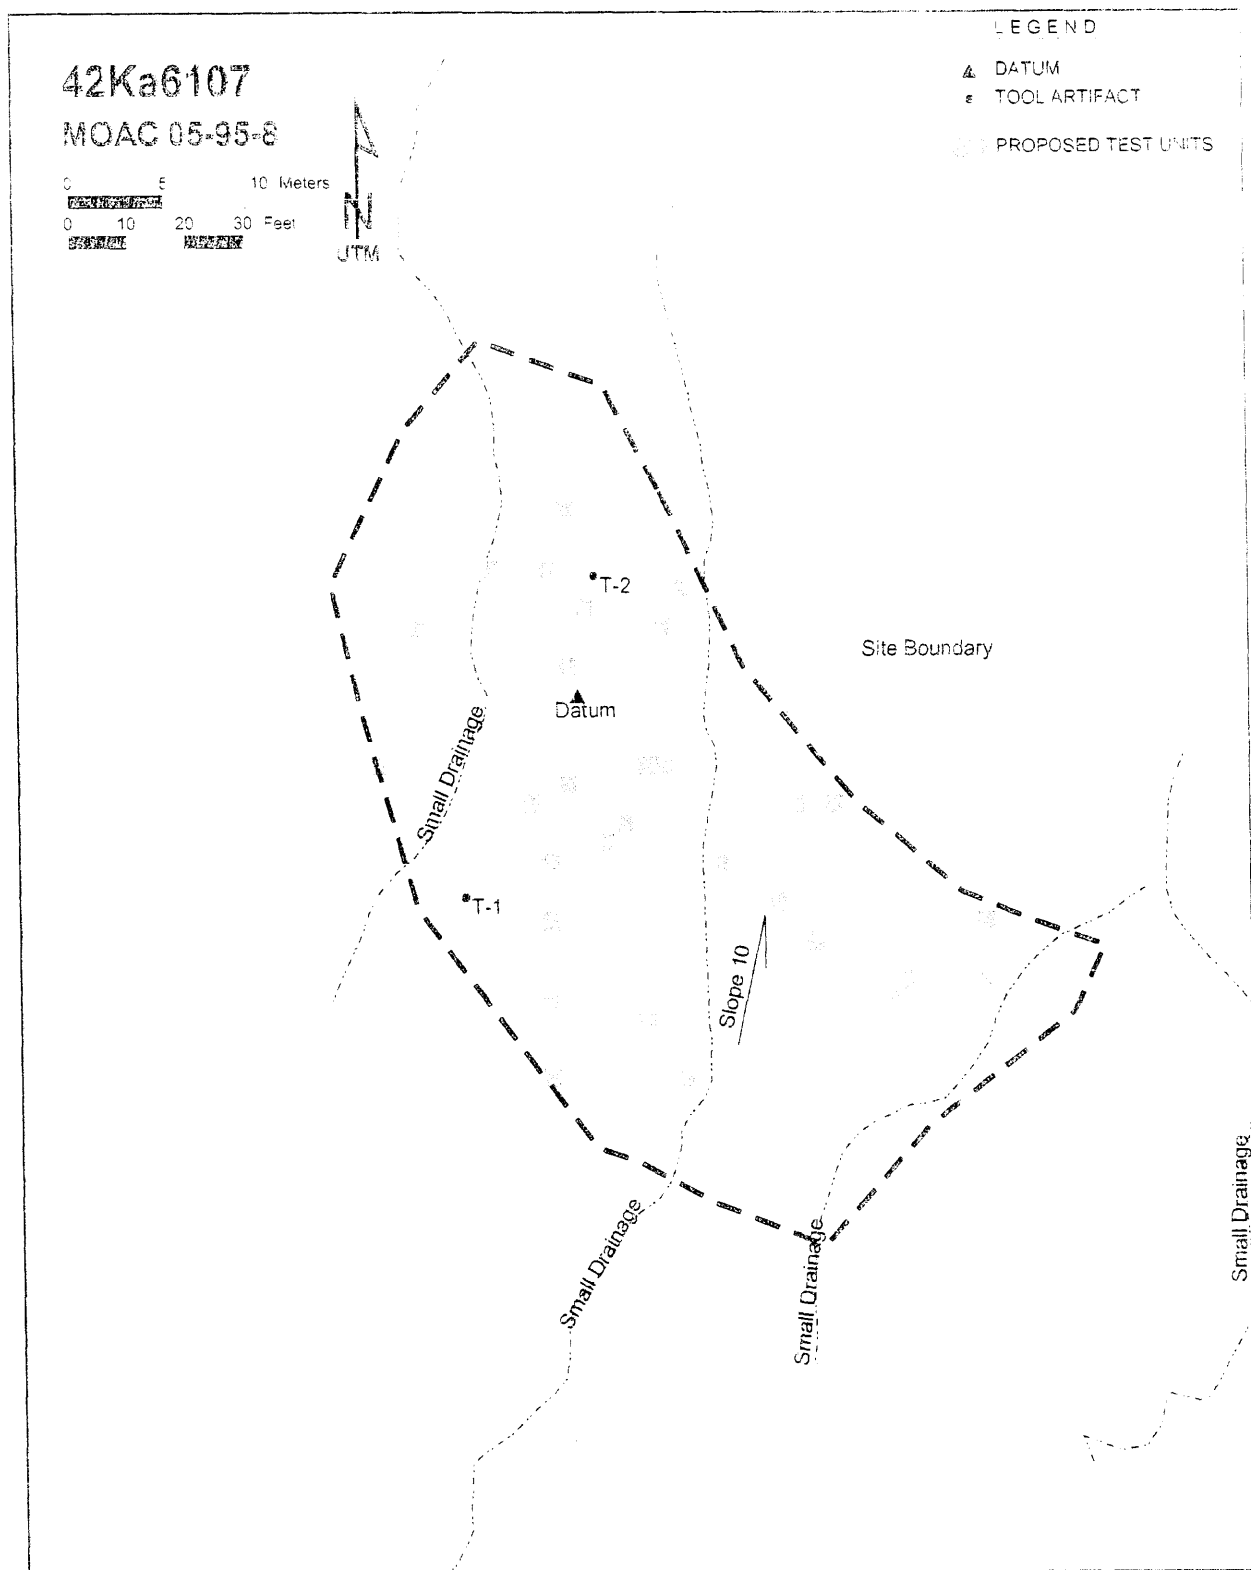 LEGEND
DATUM
TOOL ARTIFACT
PROPOSED TEST UNITS
42Ka6107
MOAC 05-95-8
0 5 10 Meters
0 10 20 30 Feet
N
UTM
T-2
Site Boundary
Datum
Small Drainage
T-1
Slope 10
Small Drainage
Small Drainage
Small Drainage